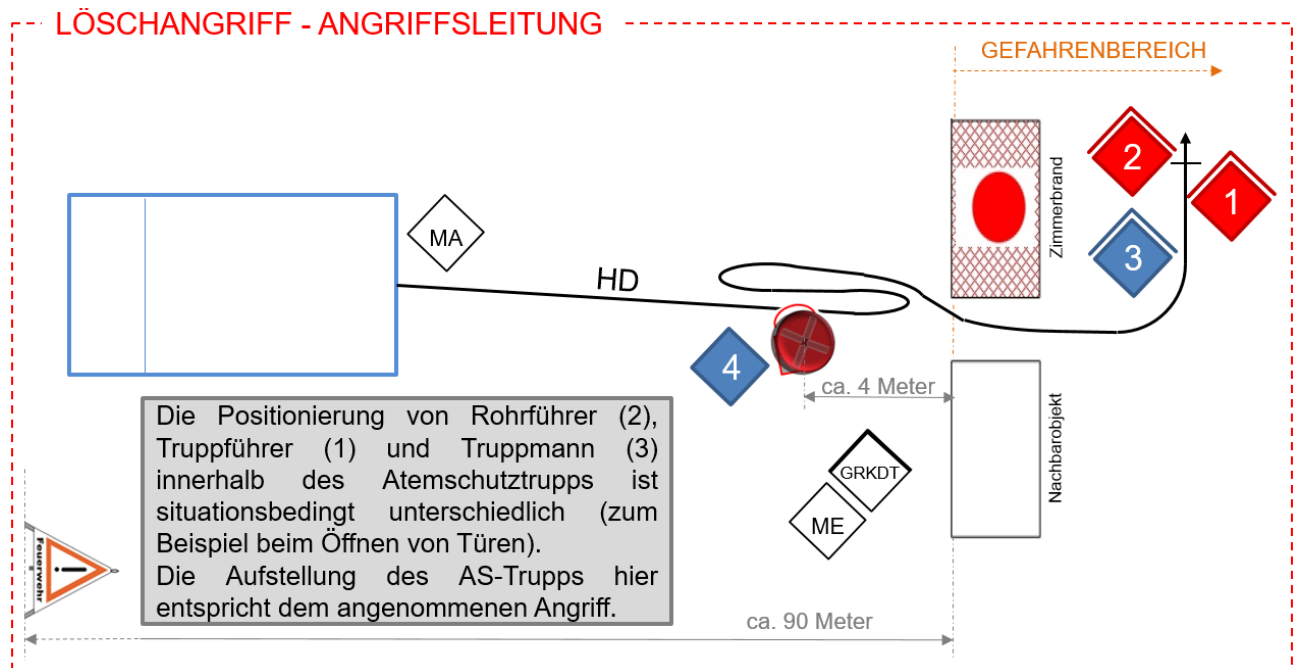 LÖSCHANGRIFF - ANGRIFFSLEITUNG
GEFAHRENBEREICH
2
1
Zimmerbrand
3
MA
HD
4
ca. 4 Meter
Nachbarobjekt
GRKDT
ME
Die Positionierung von Rohrführer (2),
Truppführer (1) und Truppmann (3)
innerhalb des Atemschutztrupps ist
situationsbedingt unterschiedlich (zum
Beispiel beim Öffnen von Türen).
Die Aufstellung des AS-Trupps hier
entspricht dem angenommenen Angriff.
!
Feuerwehr
ca. 90 Meter